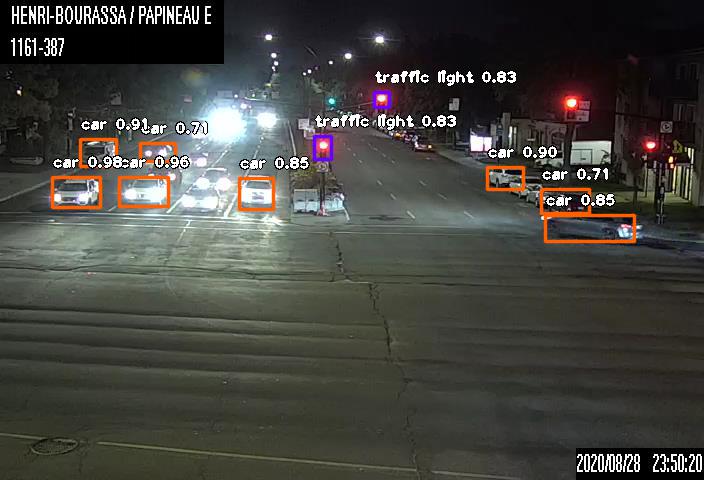 HENRI-BOURASSA / PAPINEAU E
1161-387
traffic light 0.83
traffic light 0.83
car 0.91
car 0.71
car 0.98
car 0.96
car 0.85
car 0.90
car 0.71
car 0.85
2020/08/28 23:50:20